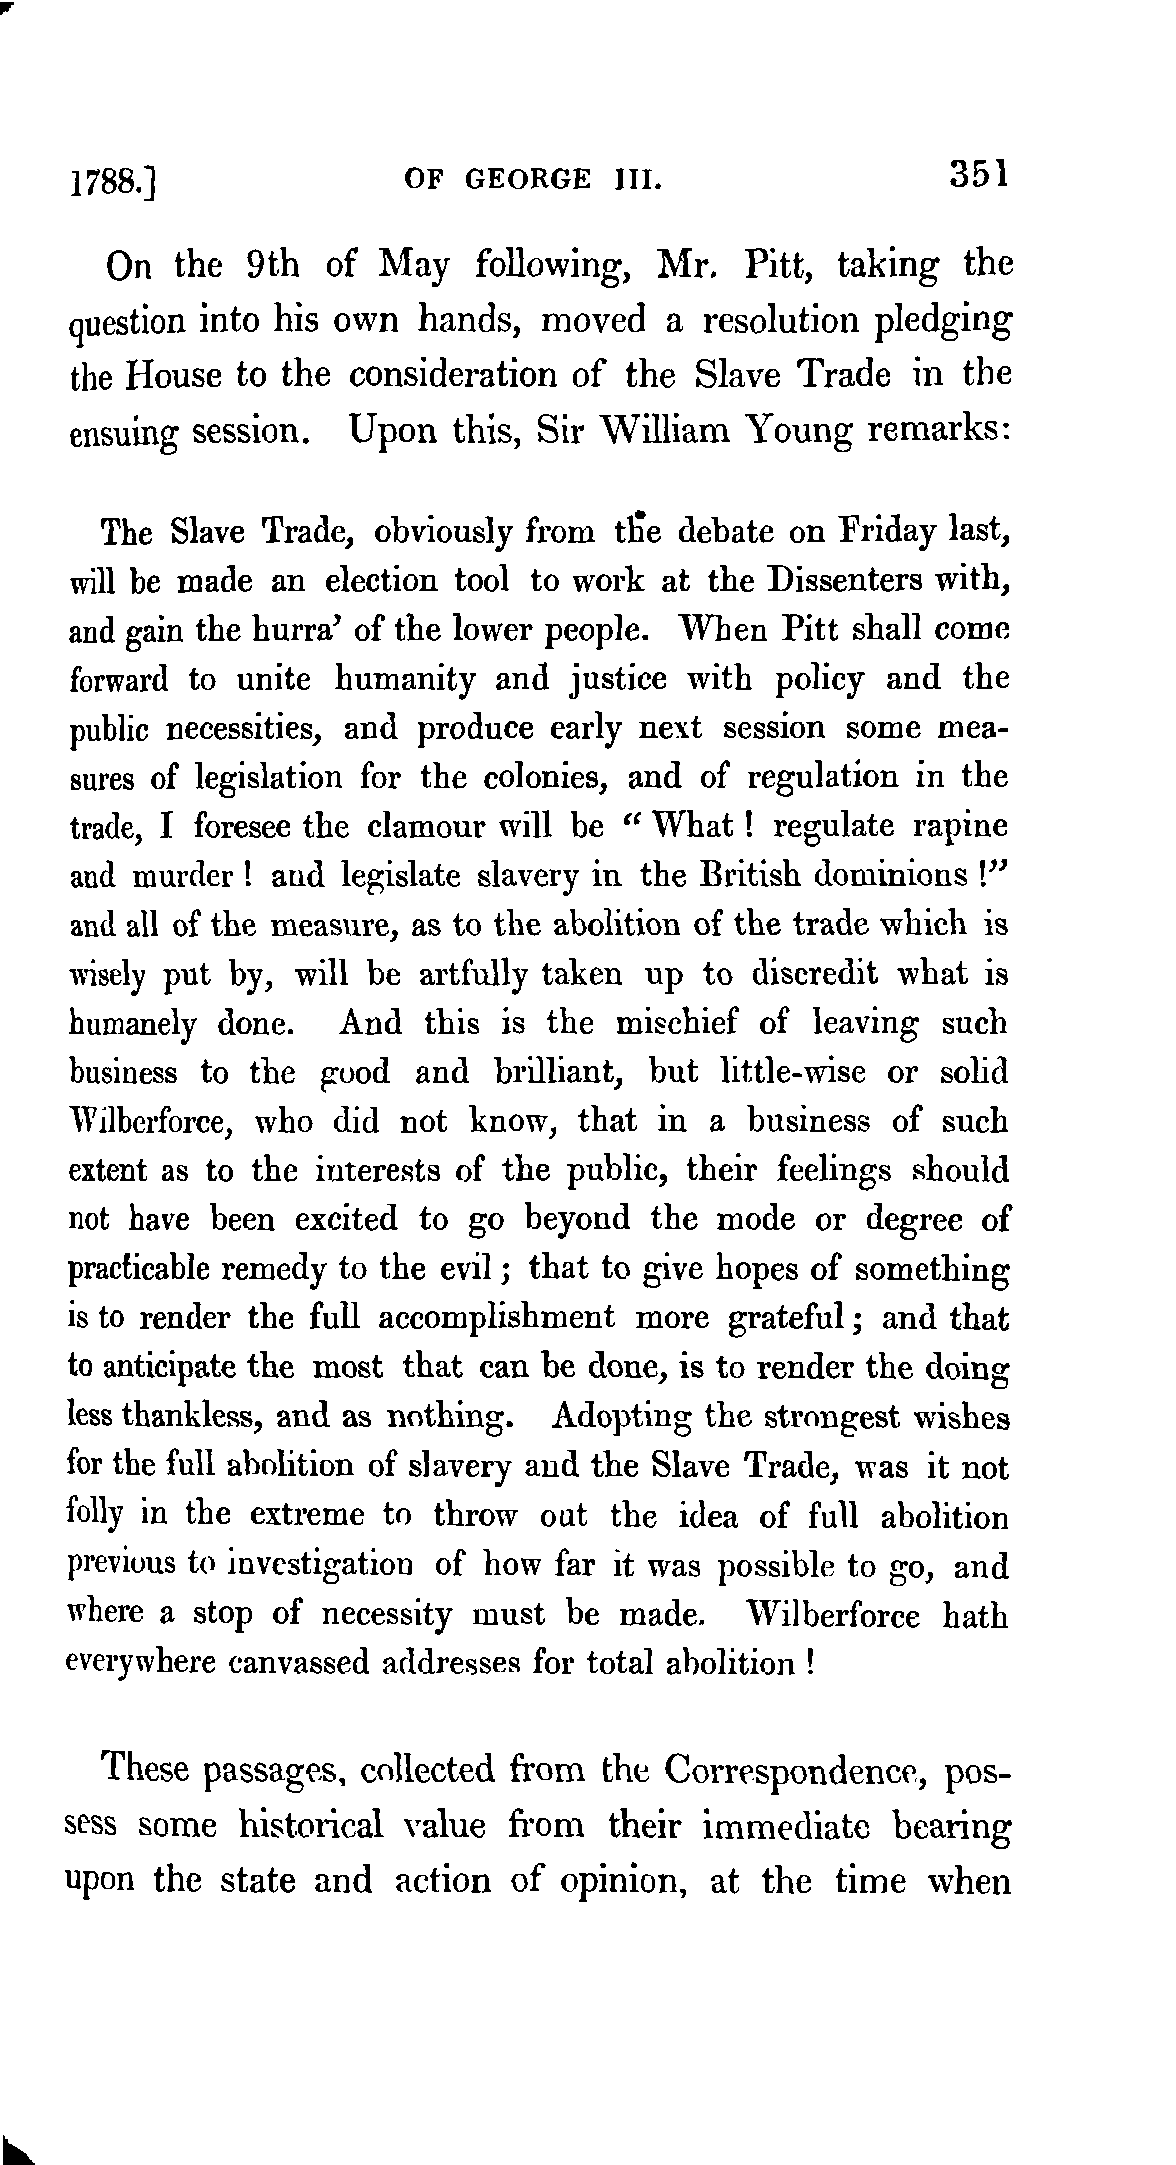 1788.] OF GEORGE III. 351
On the 9th of May following, Mr. Pitt, taking the
question into his own hands, moved a resolution pledging
the House to the consideration of the Slave Trade in the
ensuing session. Upon this, Sir William Young remarks:
The Slave Trade, obviously from the debate on Friday last,
will be made an election tool to work at the Dissenters with,
and gain the hurra' of the lower people. When Pitt shall come
forward to unite humanity and justice with policy and the
public necessities, and produce early next session some mea-
sures of legislation for the colonies, and of regulation in the
trade, I foresee the clamour will be “ What ! regulate rapine
and murder ! and legislate slavery in the British dominions !”
and all of the measure, as to the abolition of the trade which is
wisely put by, will be artfully taken up to discredit what is
humanely done. And this is the mischief of leaving such
business to the good and brilliant, but little-wise or solid
Wilberforce, who did not know, that in a business of such
extent as to the interests of the public, their feelings should
not have been excited to go beyond the mode or degree of
practicable remedy to the evil ; that to give hopes of something
is to render the full accomplishment more grateful ; and that
to anticipate the most that can be done, is to render the doing
less thankless, and as nothing. Adopting the strongest wishes
for the full abolition of slavery and the Slave Trade, was it not
folly in the extreme to throw out the idea of full abolition
previous to investigation of how far it was possible to go, and
where a stop of necessity must be made. Wilberforce hath
everywhere canvassed addresses for total abolition !
These passages, collected from the Correspondence, pos-
sess some historical value from their immediate bearing
upon the state and action of opinion, at the time when